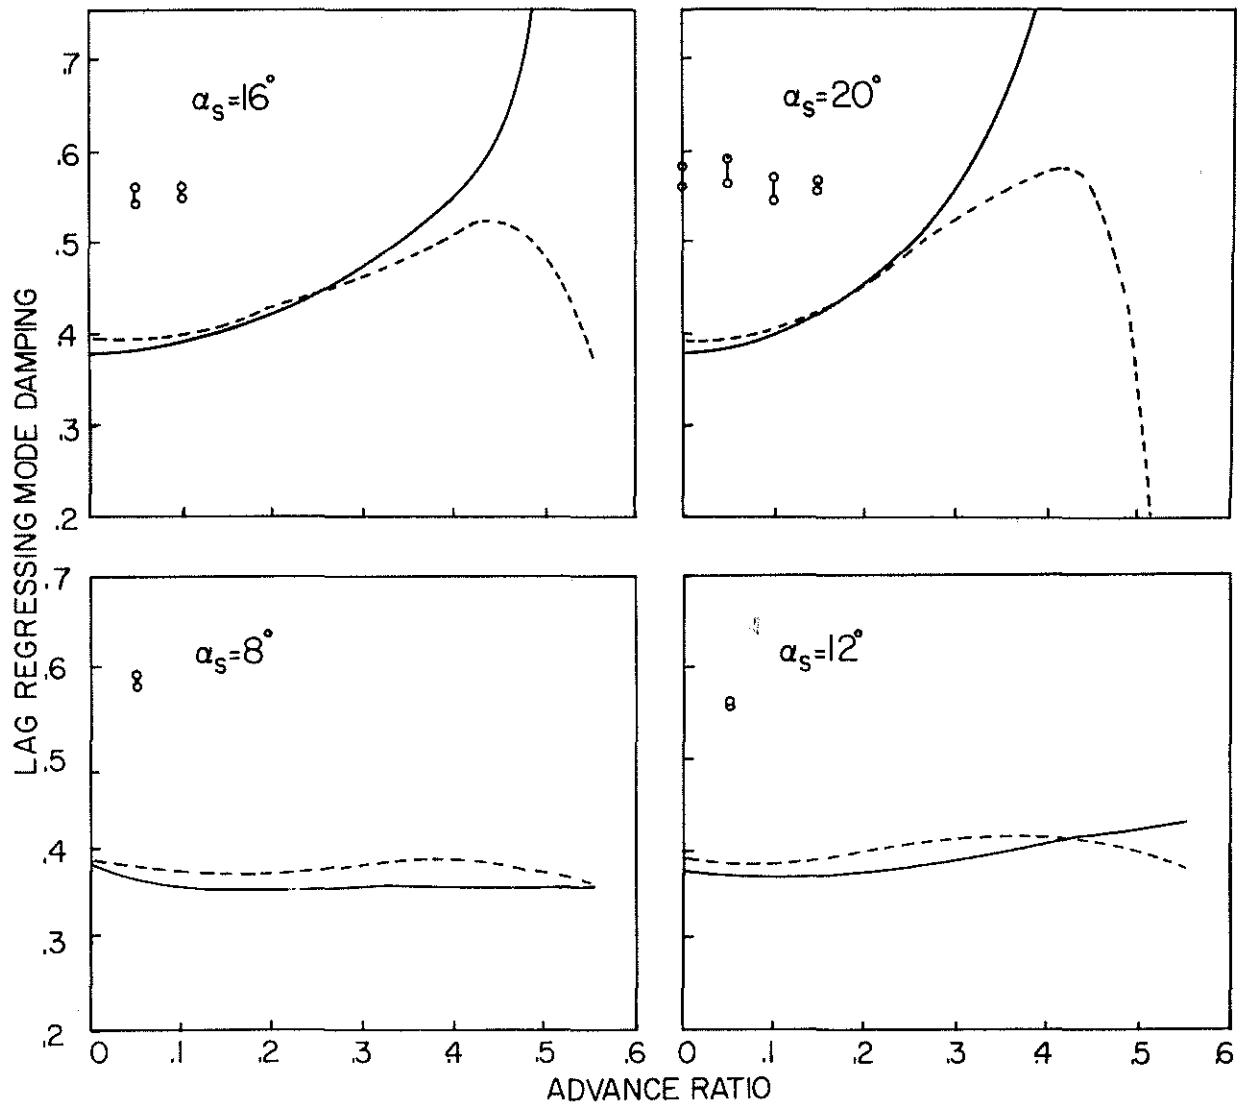 .7
.6
.5
.4
.3
.2
αs=16°
αs=20°
LAG REGRESSING MODE DAMPING
.7
.6
.5
.4
.3
.2
αs=8°
αs=12°
0 .1 .2 .3 .4 .5 .6
0 .1 .2 .3 .4 .5 .6
ADVANCE RATIO